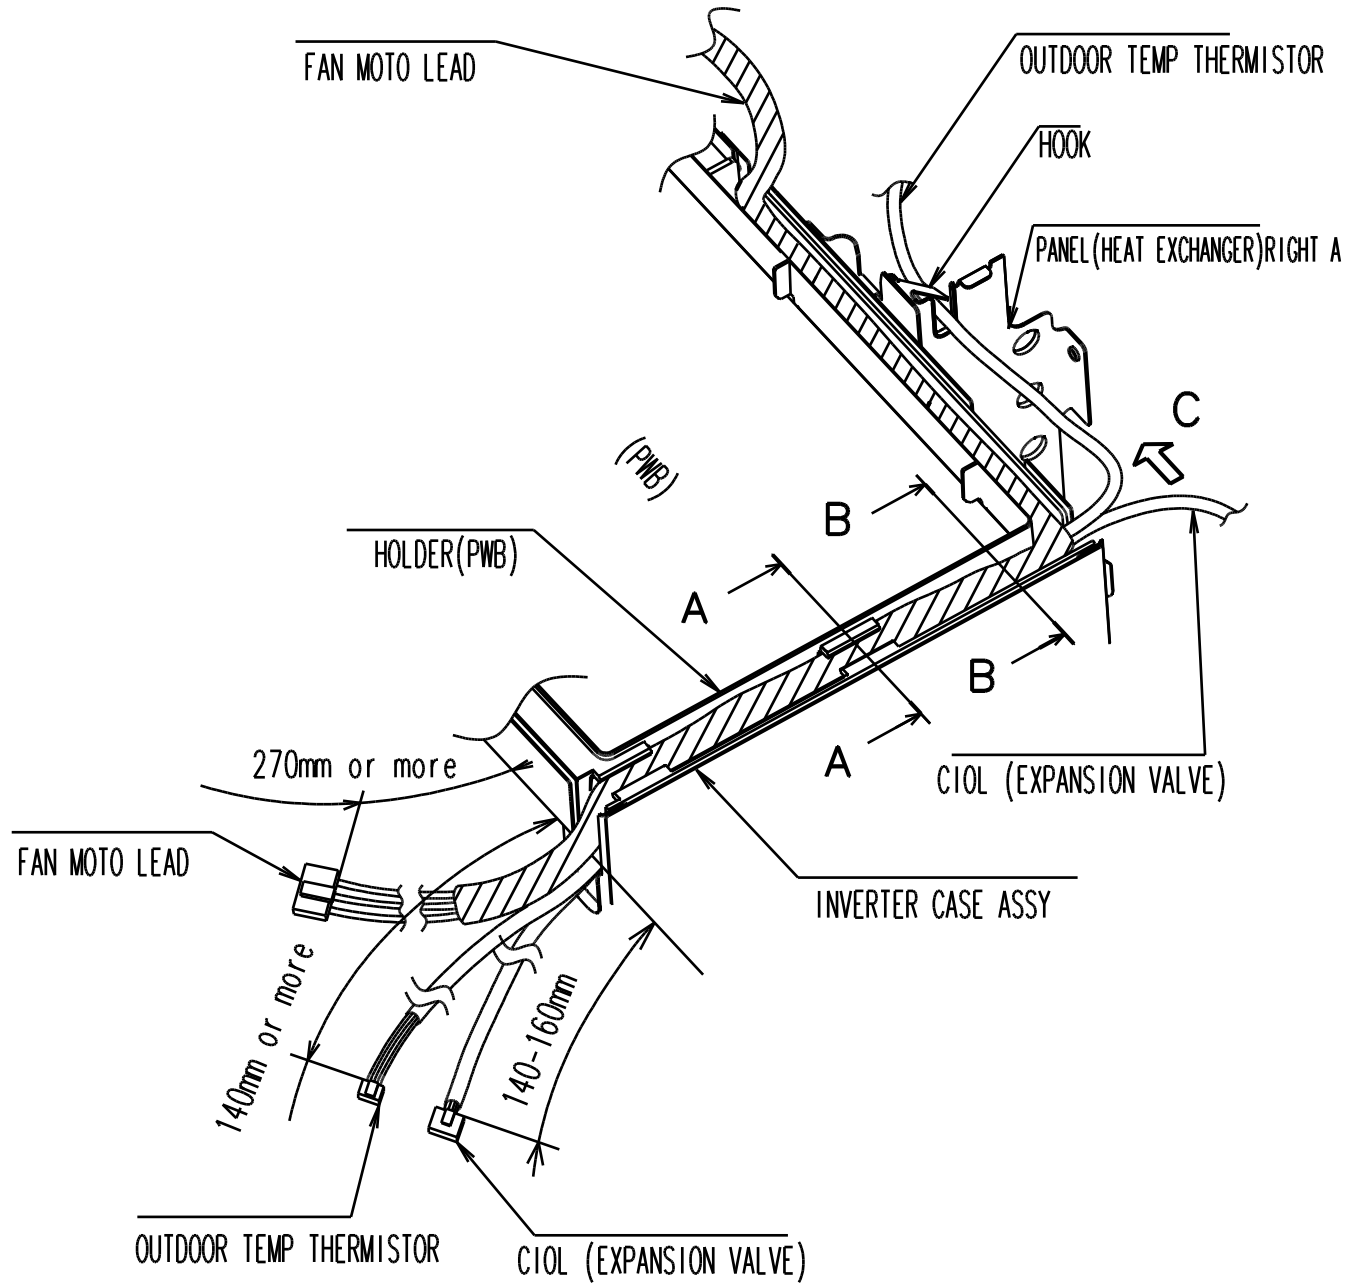 FAN MOTO LEAD
OUTDOOR TEMP THERMISTOR
HOOK
PANEL(HEAT EXCHANGER)RIGHT A
C
(PWB)
B
HOLDER(PWB)
A
B
A
270mm or more
CIOL (EXPANSION VALVE)
FAN MOTO LEAD
INVERTER CASE ASSY
140mm or more
140-160mm
OUTDOOR TEMP THERMISTOR
CIOL (EXPANSION VALVE)